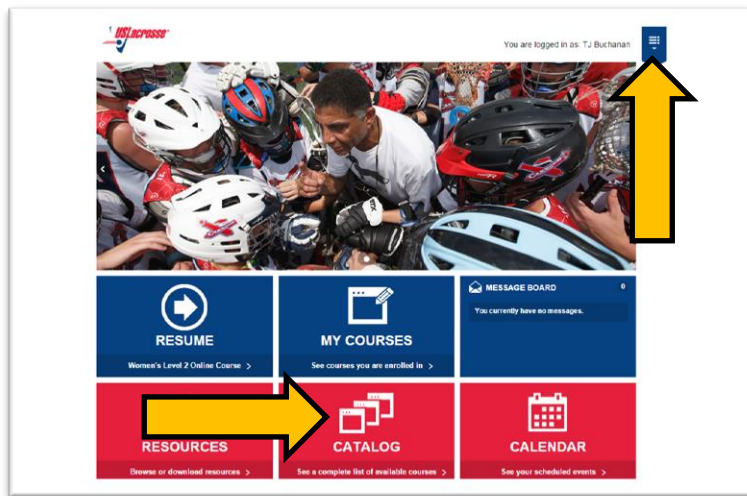 USLacrosse
You are logged in as: TJ Buchanan
RESUME
Women's Level 2 Online Course >
MY COURSES
See courses you are enrolled in >
MESSAGE BOARD 0
You currently have no messages.
RESOURCES
Browse or download resources >
CATALOG
See a complete list of available courses >
CALENDAR
See your scheduled events >